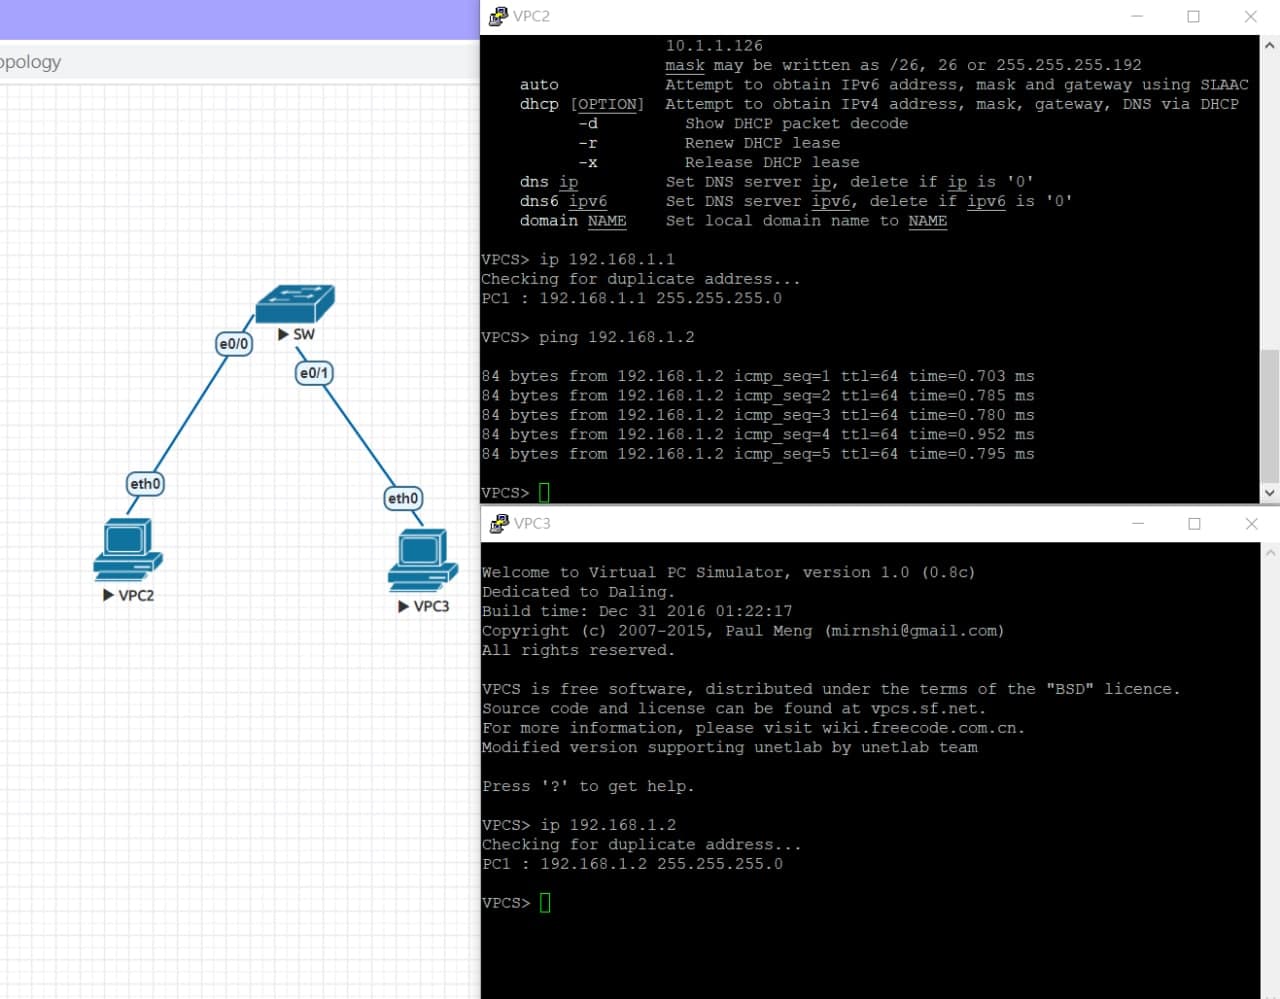 opology
SW
e0/0
e0/1
eth0
eth0
VPC2
VPC3
VPC2
10.1.1.126
mask may be written as /26, 26 or 255.255.255.192
auto Attempt to obtain IPv6 address, mask and gateway using SLAAC
dhcp [OPTION] Attempt to obtain IPv4 address, mask, gateway, DNS via DHCP
-d Show DHCP packet decode
-r Renew DHCP lease
-x Release DHCP lease
dns ip Set DNS server ip, delete if ip is '0'
dns6 ipv6 Set DNS server ipv6, delete if ipv6 is '0'
domain NAME Set local domain name to NAME
VPCS> ip 192.168.1.1
Checking for duplicate address...
PC1 : 192.168.1.1 255.255.255.0
VPCS> ping 192.168.1.2
84 bytes from 192.168.1.2 icmp_seq=1 ttl=64 time=0.703 ms
84 bytes from 192.168.1.2 icmp_seq=2 ttl=64 time=0.785 ms
84 bytes from 192.168.1.2 icmp_seq=3 ttl=64 time=0.780 ms
84 bytes from 192.168.1.2 icmp_seq=4 ttl=64 time=0.952 ms
84 bytes from 192.168.1.2 icmp_seq=5 ttl=64 time=0.795 ms
VPCS>
VPC3
Welcome to Virtual PC Simulator, version 1.0 (0.8c)
Dedicated to Daling.
Build time: Dec 31 2016 01:22:17
Copyright (c) 2007-2015, Paul Meng (mirnshi@gmail.com)
All rights reserved.
VPCS is free software, distributed under the terms of the "BSD" licence.
Source code and license can be found at vpcs.sf.net.
For more information, please visit wiki.freecode.com.cn.
Modified version supporting unetlab by unetlab team
Press '?' to get help.
VPCS> ip 192.168.1.2
Checking for duplicate address...
PC1 : 192.168.1.2 255.255.255.0
VPCS>